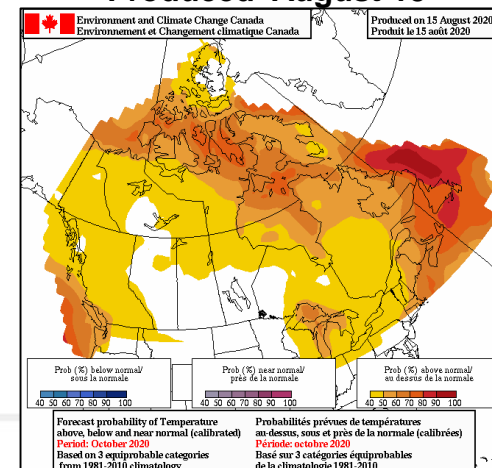 Environment and Climate Change Canada
Environnement et Changement climatique Canada
Produced on 15 August 2020
Produit le 15 août 2020
Prob (%) below normal/
sous la normale
40 50 60 70 80 90 100
Prob (%) near normal/
près de la normale
40 50 60 70 80 90 100
Prob (%) above normal/
au dessus de la normale
40 50 60 70 80 90 100
Forecast probability of Temperature
above, below and near normal (calibrated)
Period: October 2020
Based on 3 equiprobable categories
from 1981-2010 climatology
Probabilités prévues de températures
au-dessus, sous et près de la normale (calibrées)
Période: octobre 2020
Basé sur 3 catégories équiprobables
de la climatologie 1981-2010